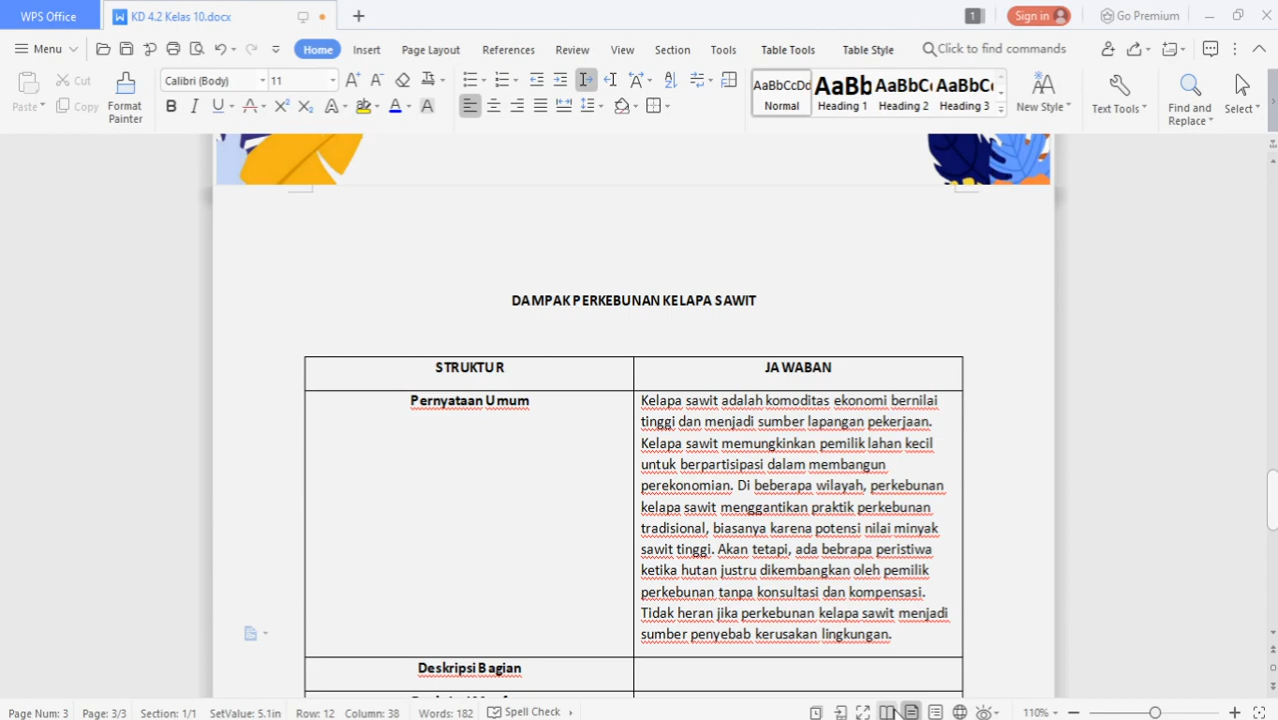 WPS Office
KD 4.2 Kelas 10.docx
1
Sign in
Go Premium
Menu
Home
Insert
Page Layout
References
Review
View
Section
Tools
Table Tools
Table Style
Click to find commands
Paste
Cut
Copy
Format Painter
Calibri (Body)
11
AaBbCcDd
Normal
AaBb
Heading 1
AaBbC
Heading 2
AaBbC
Heading 3
New Style
Text Tools
Find and Replace
Select
DAMPAK PERKEBUNAN KELAPA SAWIT
STRUKTUR
JAWABAN
Pernyataan Umum
Kelapa sawit adalah komoditas ekonomi bernilai
tinggi dan menjadi sumber lapangan pekerjaan.
Kelapa sawit memungkinkan pemilik lahan kecil
untuk berpartisipasi dalam membangun
perekonomian. Di beberapa wilayah, perkebunan
kelapa sawit menggantikan praktik perkebunan
tradisional, biasanya karena potensi nilai minyak
sawit tinggi. Akan tetapi, ada bebrapa peristiwa
ketika hutan justru dikembangkan oleh pemilik
perkebunan tanpa konsultasi dan kompensasi.
Tidak heran jika perkebunan kelapa sawit menjadi
sumber penyebab kerusakan lingkungan.
Deskripsi Bagian
Page Num: 3
Page: 3/3
Section: 1/1
SetValue: 5.1in
Row: 12
Column: 38
Words: 182
Spell Check
110%